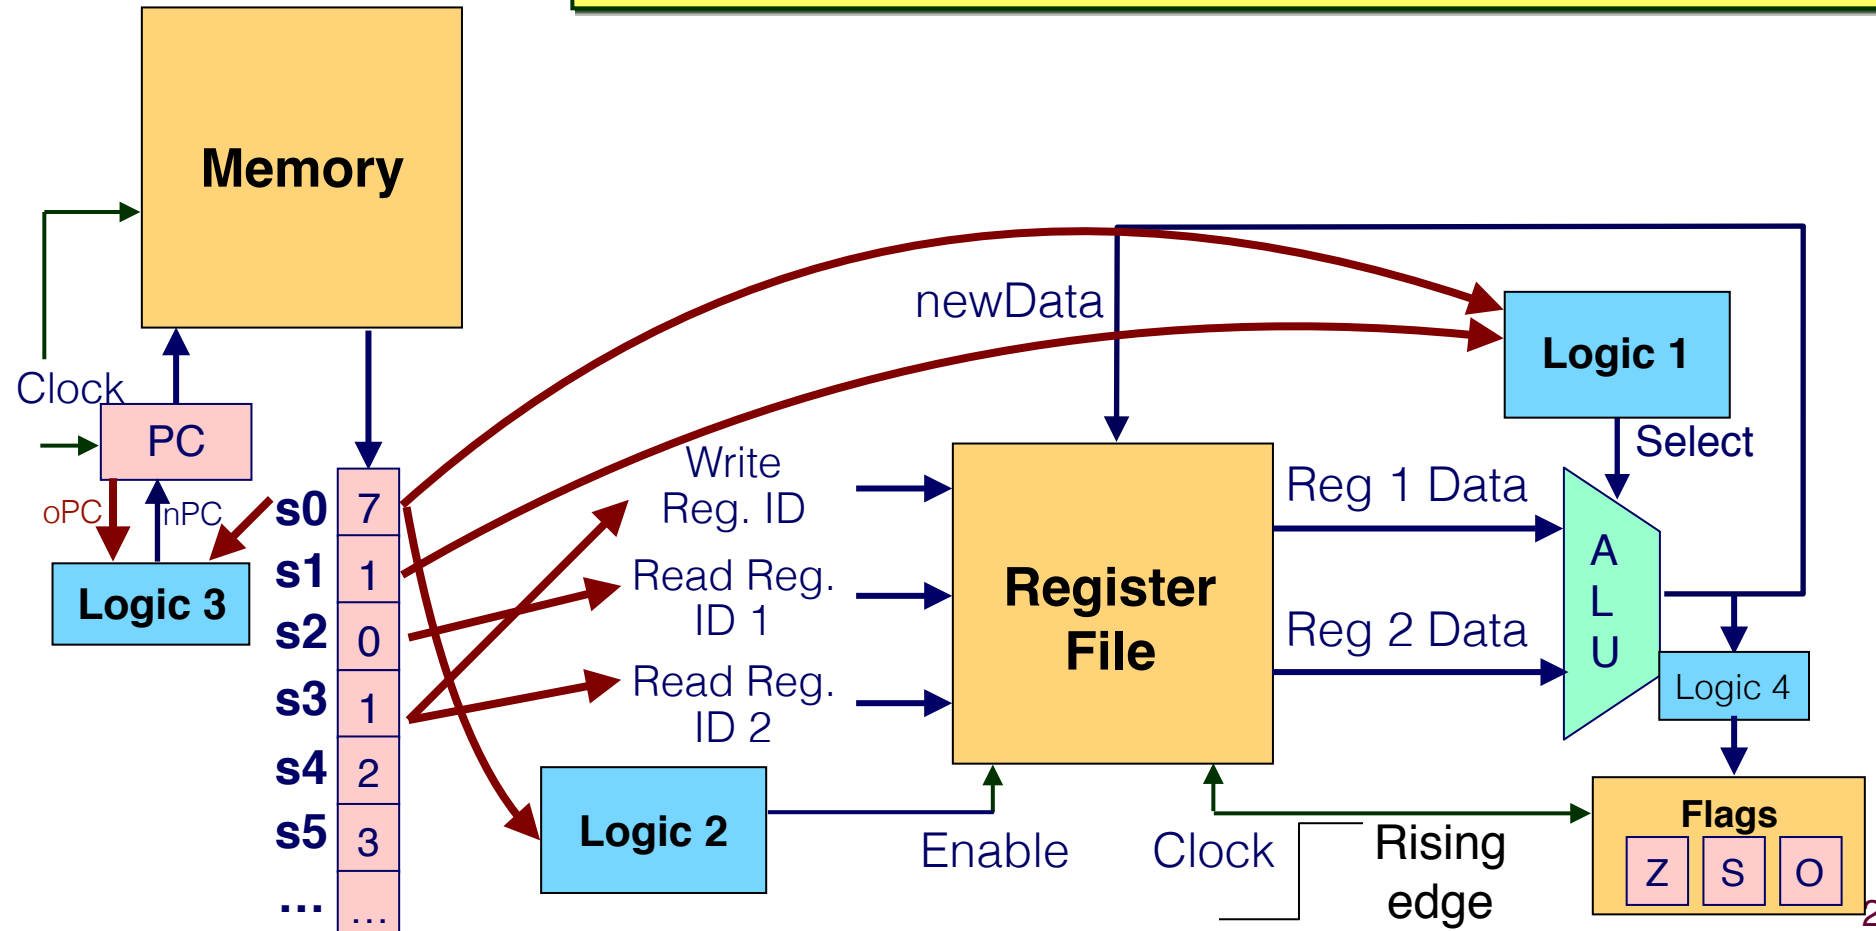 Memory
Clock
PC
oPC
nPC
Logic 3
s0 7
s1 1
s2 0
s3 1
s4 2
s5 3
... ...
newData
Write
Reg. ID
Read Reg.
ID 1
Read Reg.
ID 2
Logic 2
Enable
Register
File
Clock
Rising
edge
Reg 1 Data
Reg 2 Data
Logic 1
Select
A
L
U
Logic 4
Flags
Z S O